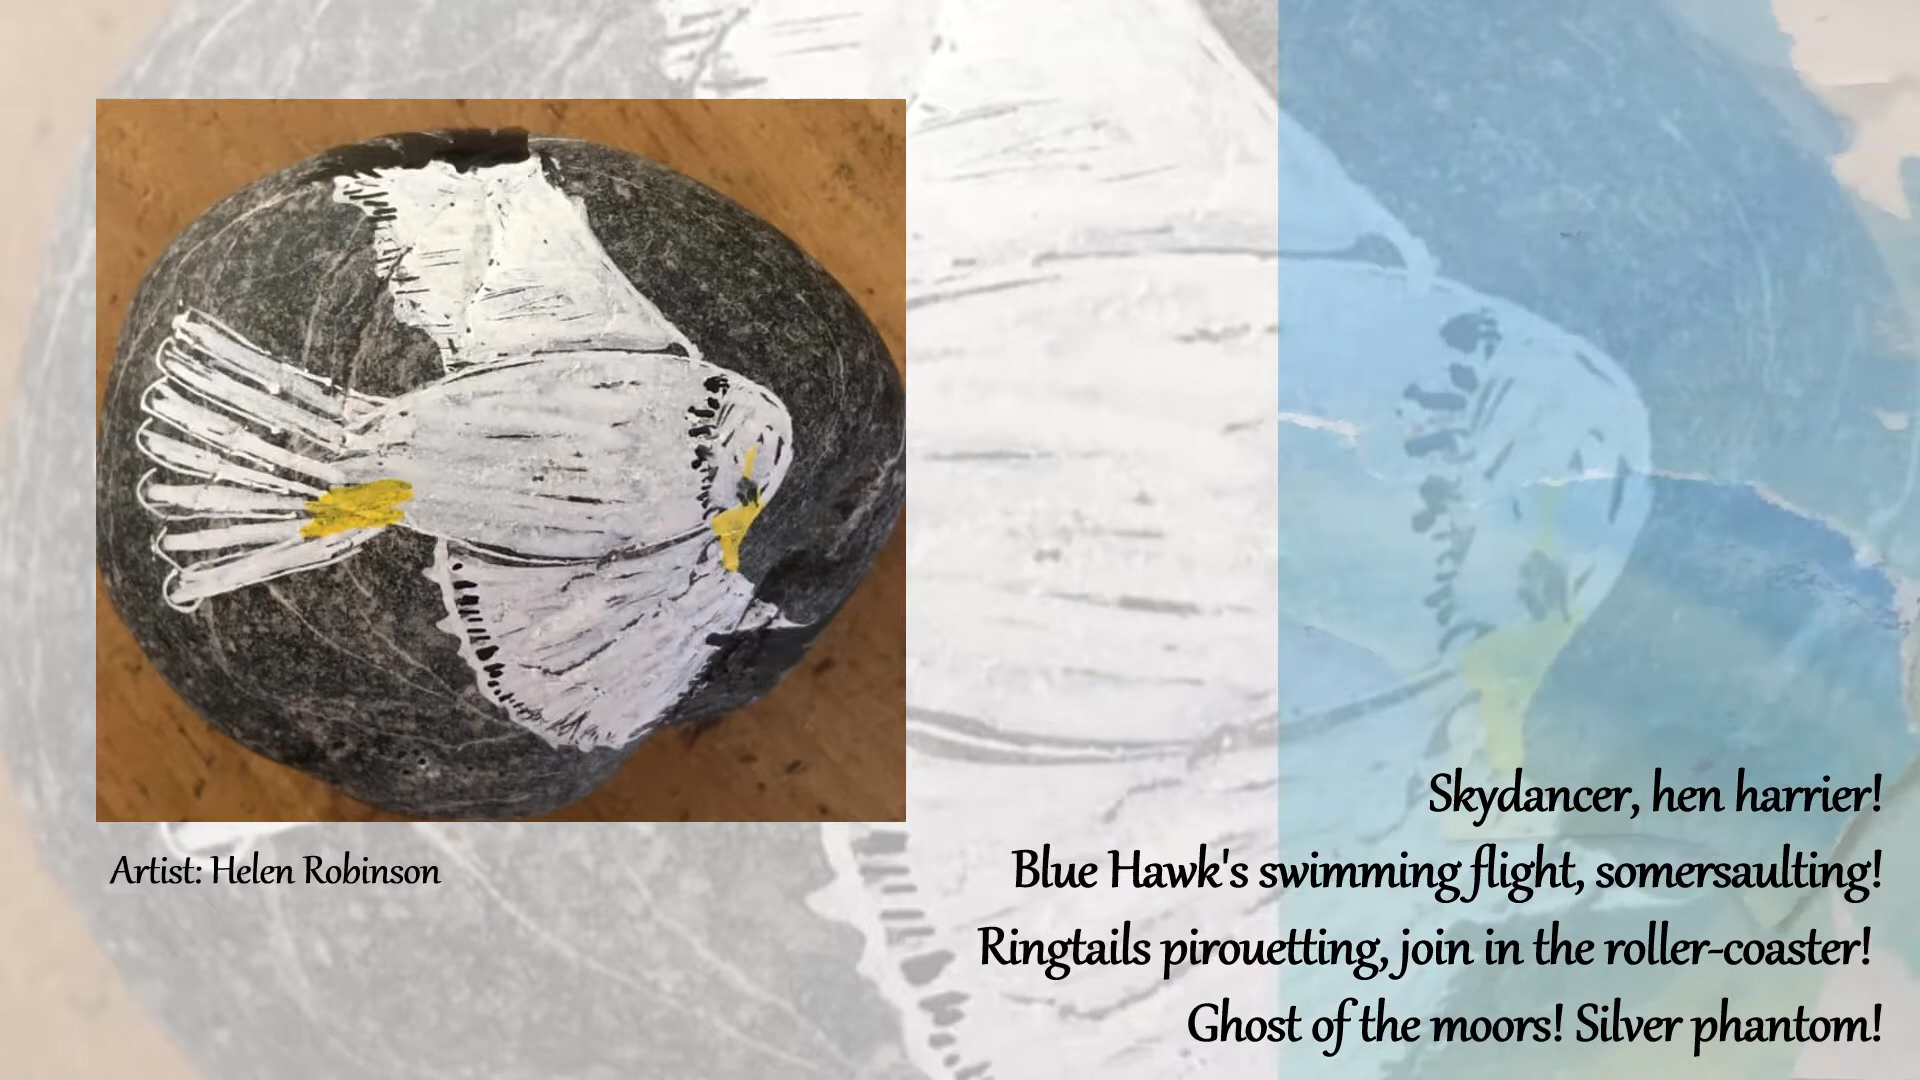 Artist: Helen Robinson
Skydancer, hen harrier!
Blue Hawk's swimming flight, somersaulting!
Ringtails pirouetting, join in the roller-coaster!
Ghost of the moors! Silver phantom!